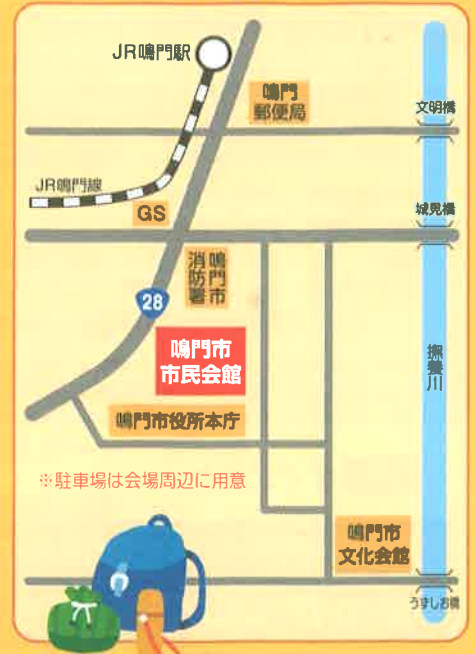 JR鳴門駅
鳴門
郵便局
文明橋
JR鳴門線
GS
城見橋
鳴門市
消防署
28
鳴門市
市民会館
撫養川
鳴門市役所本庁
※駐車場は会場周辺に用意
鳴門市
文化会館
うずしお橋